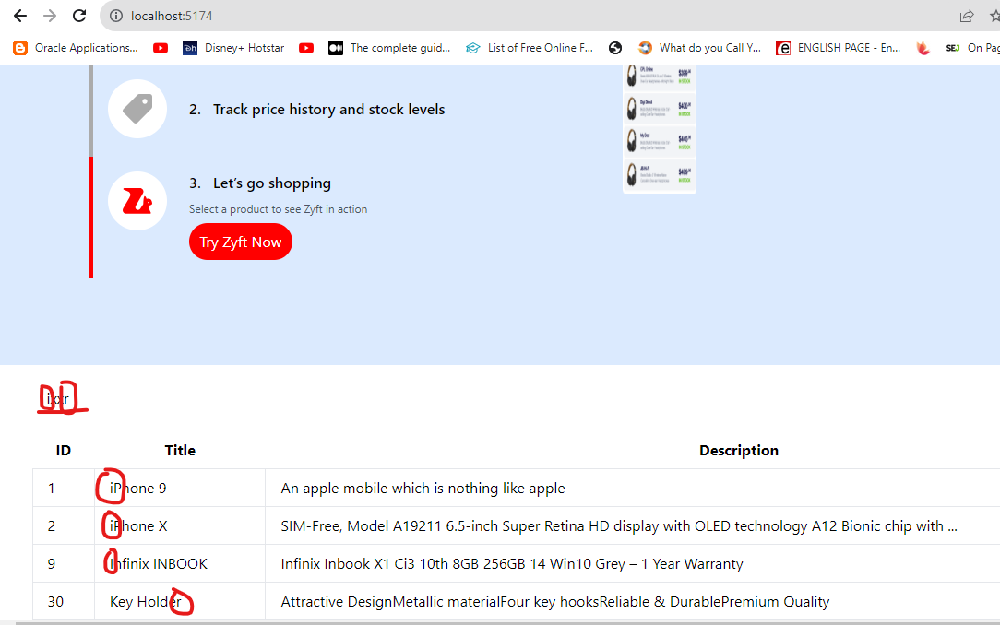 localhost:5174
Oracle Applications... Disney+ Hotstar The complete guid... List of Free Online F... What do you Call Y... ENGLISH PAGE - En... SEJ On Pag
2. Track price history and stock levels
3. Let’s go shopping
Select a product to see Zyft in action
Try Zyft Now
ID Title Description
1 iPhone 9 An apple mobile which is nothing like apple
2 iPhone X SIM-Free, Model A19211 6.5-inch Super Retina HD display with OLED technology A12 Bionic chip with ...
9 Infinix INBOOK Infinix Inbook X1 Ci3 10th 8GB 256GB 14 Win10 Grey – 1 Year Warranty
30 Key Holder Attractive DesignMetallic materialFour key hooksReliable & DurablePremium Quality